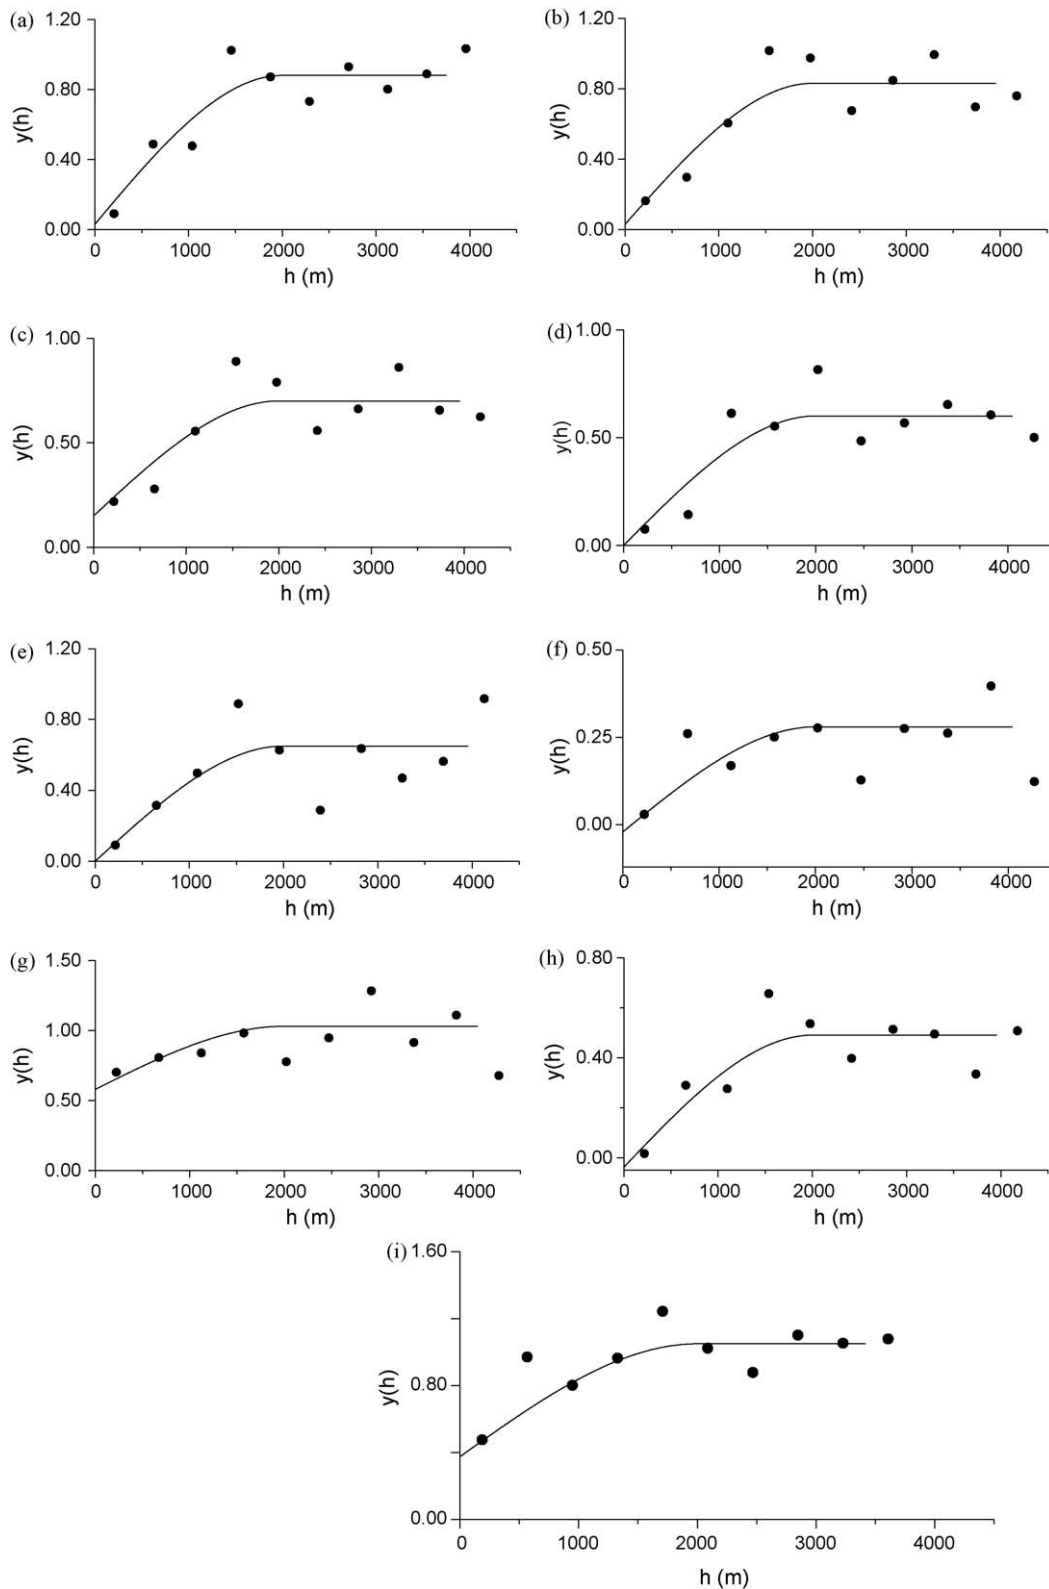 (a) 1.20 (b) 1.20
y(h) 0.80 y(h) 0.80
0.40 0.40
0.00 0.00
0 1000 2000 3000 4000 0 1000 2000 3000 4000
h (m) h (m)
(c) 1.00 (d) 1.00
y(h) 0.50 y(h) 0.50
0.00 0.00
0 1000 2000 3000 4000 0 1000 2000 3000 4000
h (m) h (m)
(e) 1.20 (f) 0.50
y(h) 0.80 y(h) 0.25
0.40 0.00
0.00
0 1000 2000 3000 4000 0 1000 2000 3000 4000
h (m) h (m)
(g) 1.50 (h) 0.80
y(h) 1.00 y(h) 0.40
0.50 0.00
0.00
0 1000 2000 3000 4000 0 1000 2000 3000 4000
h (m) h (m)
(i) 1.60
y(h) 0.80
0.00
0 1000 2000 3000 4000
h (m)